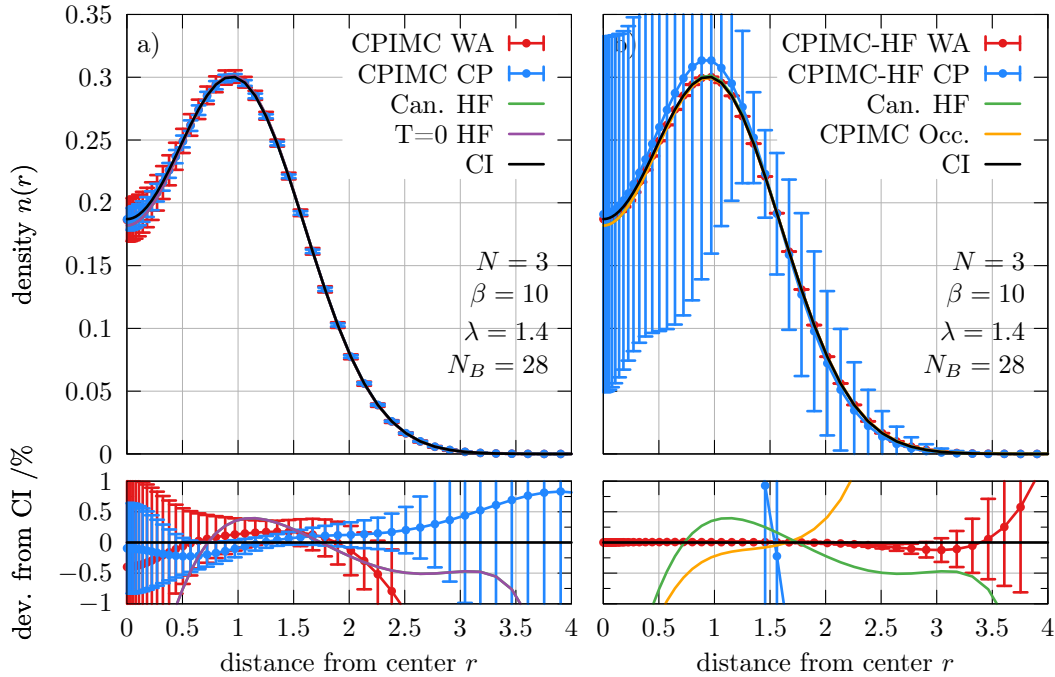 a)
CPIMC WA
CPIMC CP
Can. HF
T=0 HF
CI
N = 3
β = 10
λ = 1.4
N_B = 28
density n(r)
0.35
0.3
0.25
0.2
0.15
0.1
0.05
0
b)
CPIMC-HF WA
CPIMC-HF CP
Can. HF
CPIMC Occ.
CI
N = 3
β = 10
λ = 1.4
N_B = 28
dev. from CI /%
1
0.5
0
−0.5
−1
0 0.5 1 1.5 2 2.5 3 3.5 4
distance from center r
0 0.5 1 1.5 2 2.5 3 3.5 4
distance from center r